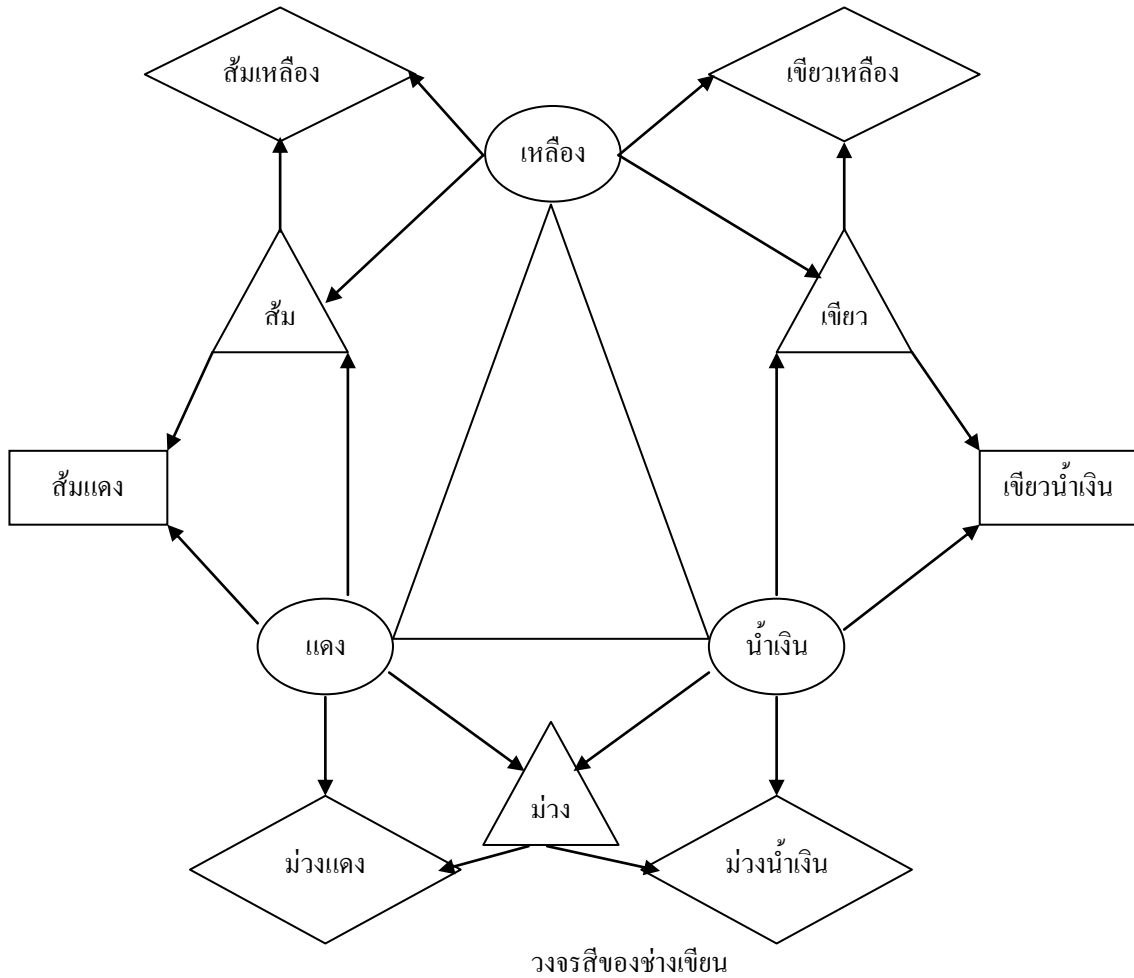 ส้มเหลือง
เขียวเหลือง
เหลือง
ส้ม
เขียว
ส้มแดง
เขียวน้ำเงิน
แดง
น้ำเงิน
ม่วง
ม่วงแดง
ม่วงน้ำเงิน
วงจรสีของช่างเขียน